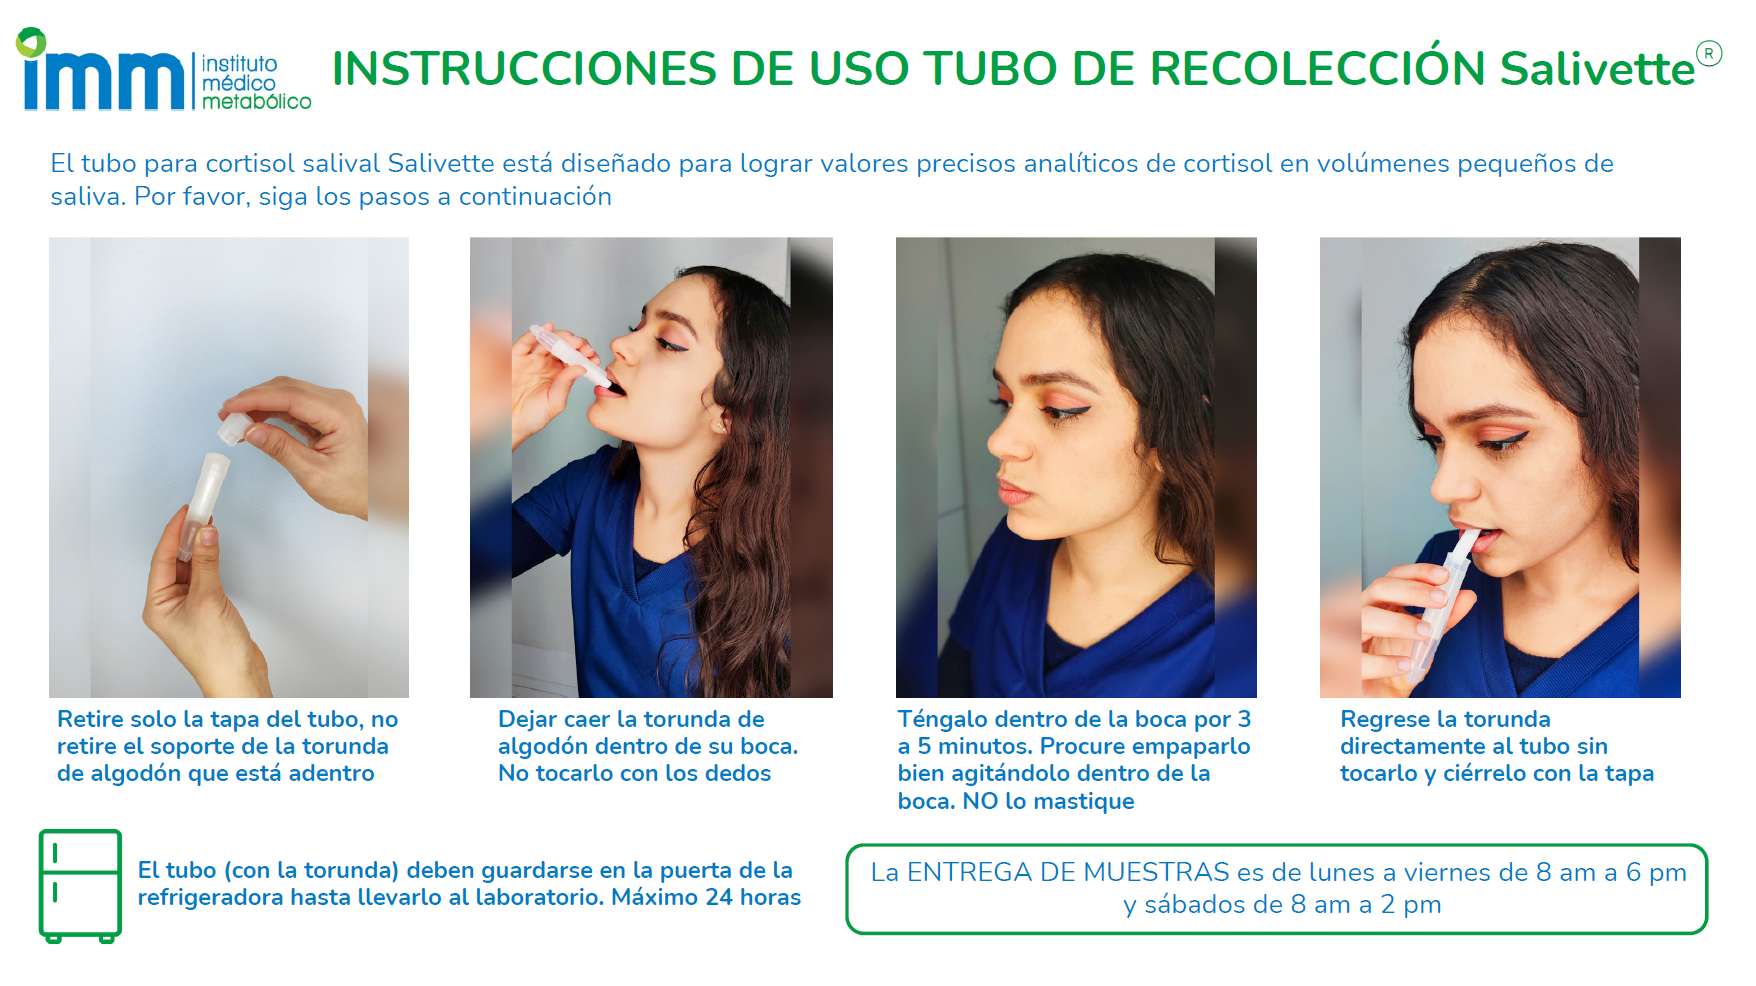 imm
instituto
médico
metabólico
INSTRUCCIONES DE USO TUBO DE RECOLECCIÓN Salivette®
El tubo para cortisol salival Salivette está diseñado para lograr valores precisos analíticos de cortisol en volúmenes pequeños de
saliva. Por favor, siga los pasos a continuación
Retire solo la tapa del tubo, no
retire el soporte de la torunda
de algodón que está adentro
Dejar caer la torunda de
algodón dentro de su boca.
No tocarlo con los dedos
Téngalo dentro de la boca por 3
a 5 minutos. Procure empaparlo
bien agitándolo dentro de la
boca. NO lo mastique
Regrese la torunda
directamente al tubo sin
tocarlo y ciérrelo con la tapa
El tubo (con la torunda) deben guardarse en la puerta de la
refrigeradora hasta llevarlo al laboratorio. Máximo 24 horas
La ENTREGA DE MUESTRAS es de lunes a viernes de 8 am a 6 pm
y sábados de 8 am a 2 pm